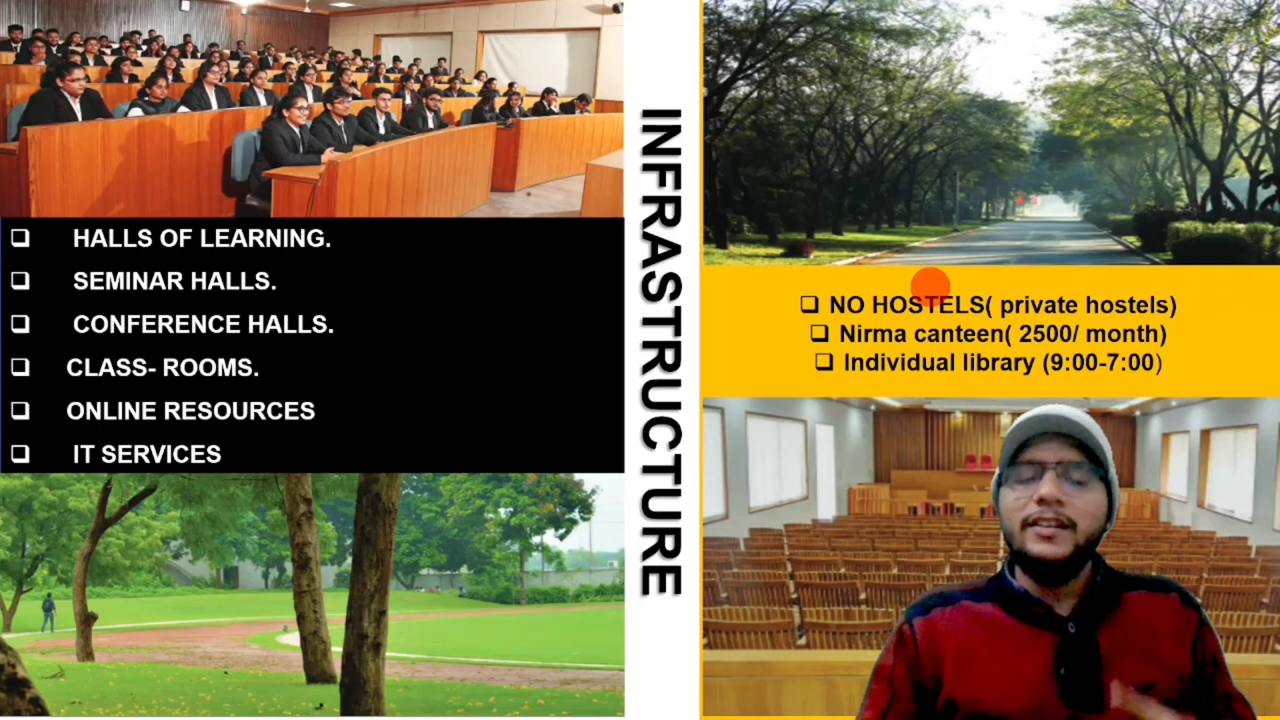 HALLS OF LEARNING.
SEMINAR HALLS.
CONFERENCE HALLS.
CLASS- ROOMS.
ONLINE RESOURCES
IT SERVICES
INFRASTRUCTURE
NO HOSTELS( private hostels)
Nirma canteen( 2500/ month)
Individual library (9:00-7:00)